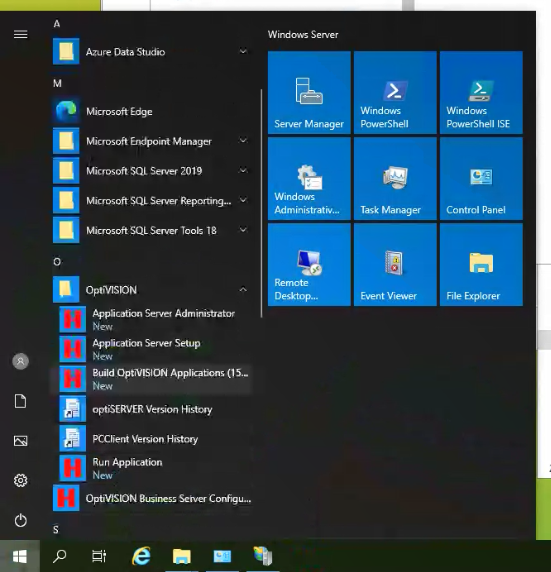 A
Azure Data Studio
M
Microsoft Edge
Microsoft Endpoint Manager
Microsoft SQL Server 2019
Microsoft SQL Server Reporting...
Microsoft SQL Server Tools 18
O
OptiVISION
Application Server Administrator
New
Application Server Setup
New
Build OptiVISION Applications (15...
New
optiSERVER Version History
PCClient Version History
Run Application
New
OptiVISION Business Server Configu...
S
Windows Server
Server Manager
Windows
PowerShell
Windows
PowerShell ISE
Windows
Administrativ...
Task Manager
Control Panel
Remote
Desktop...
Event Viewer
File Explorer